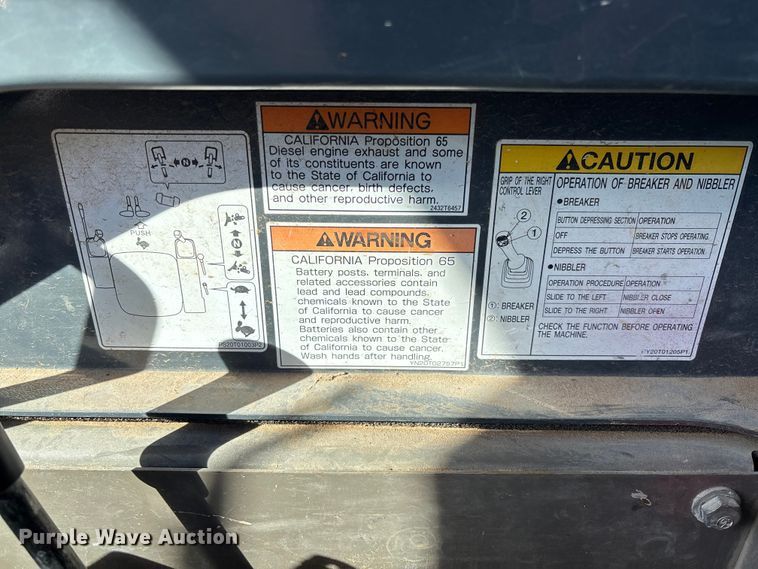 N
PUSH
N
PS20T01003P2
WARNING
CALIFORNIA Proposition 65
Diesel engine exhaust and some
of its constituents are known
to the State of California to
cause cancer, birth defects,
and other reproductive harm.
2432T6457
WARNING
CALIFORNIA Proposition 65
Battery posts, terminals, and
related accessories contain
lead and lead compounds,
chemicals known to the State
of California to cause cancer
and reproductive harm.
Batteries also contain other
chemicals known to the State
of California to cause cancer.
Wash hands after handling.
YN20T02757P1
CAUTION
GRIP OF THE RIGHT
CONTROL LEVER
②
①
①: BREAKER
②: NIBBLER
OPERATION OF BREAKER AND NIBBLER
●BREAKER
BUTTON DEPRESSING SECTION OPERATION
OFF BREAKER STOPS OPERATING.
DEPRESS THE BUTTON BREAKER STARTS OPERATION.
●NIBBLER
OPERATION PROCEDURE OPERATION
SLIDE TO THE LEFT NIBBLER CLOSE
SLIDE TO THE RIGHT NIBBLER OPEN
CHECK THE FUNCTION BEFORE OPERATING
THE MACHINE.
YY20T01205P1
Purple Wave Auction